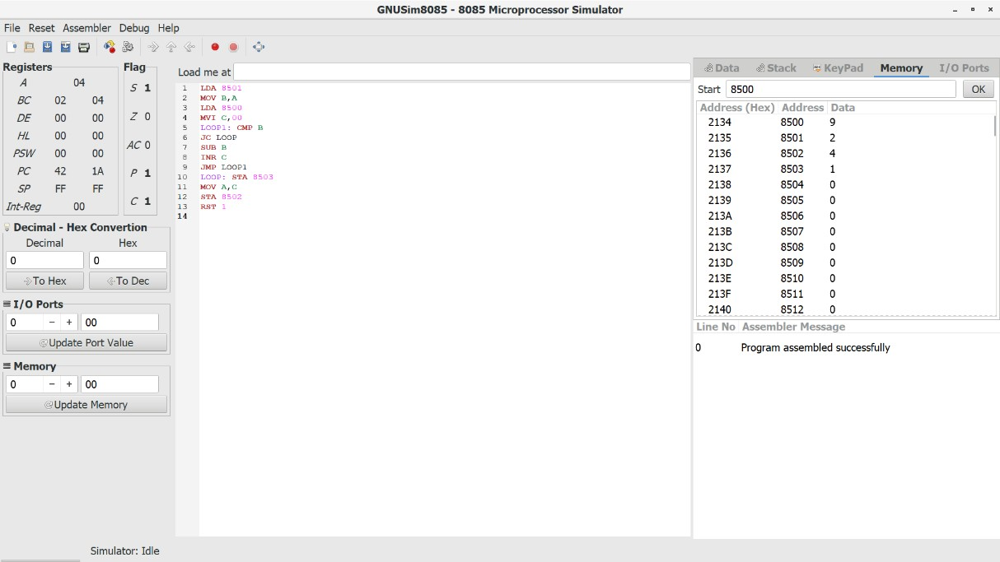 GNUSim8085 - 8085 Microprocessor Simulator
File Reset Assembler Debug Help
Registers
A 04
BC 02 04
DE 00 00
HL 00 00
PSW 00 00
PC 42 1A
SP FF FF
Int-Reg 00
Flag
S 1
Z 0
AC 0
P 1
C 1
Decimal - Hex Convertion
Decimal Hex
0 0
To Hex To Dec
I/O Ports
0 − + 00
Update Port Value
Memory
0 − + 00
Update Memory
Load me at
1 LDA 8501
2 MOV B,A
3 LDA 8500
4 MVI C,00
5 LOOP1: CMP B
6 JC LOOP
7 SUB B
8 INR C
9 JMP LOOP1
10 LOOP: STA 8503
11 MOV A,C
12 STA 8502
13 RST 1
14
Data Stack KeyPad Memory I/O Ports
Start 8500 OK
Address (Hex) Address Data
2134 8500 9
2135 8501 2
2136 8502 4
2137 8503 1
2138 8504 0
2139 8505 0
213A 8506 0
213B 8507 0
213C 8508 0
213D 8509 0
213E 8510 0
213F 8511 0
2140 8512 0
Line No Assembler Message
0 Program assembled successfully
Simulator: Idle